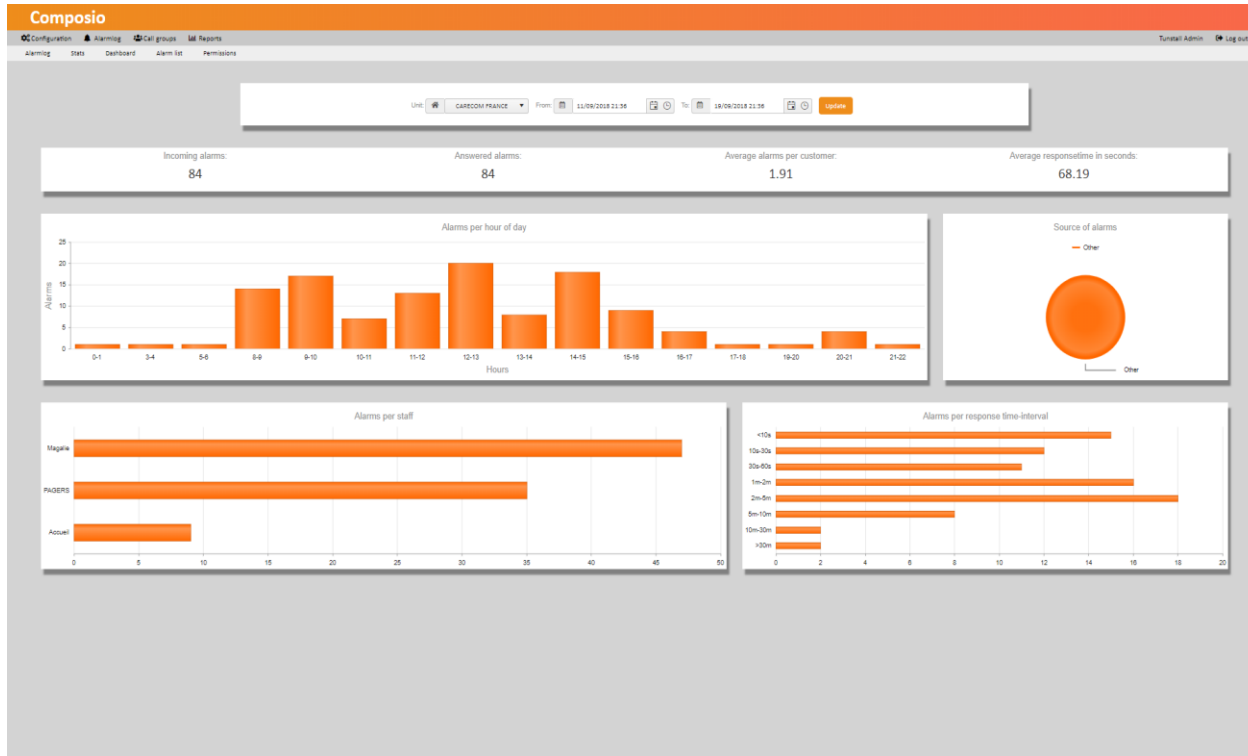 Composio
Configuration Alarmlog Call groups Reports Tunstall Admin Log out
Alarmlog Stats Dashboard Alarm list Permissions
Unit: CARECOM FRANCE From: 11/09/2018 21:36 To: 19/09/2018 21:36 Update
Incoming alarms: Answered alarms: Average alarms per customer: Average responsetime in seconds:
84 84 1.91 68.19
Alarms per hour of day
25
20
15
10
5
0
Alarms
0-1 3-4 5-6 8-9 9-10 10-11 11-12 12-13 13-14 14-15 15-16 16-17 17-18 19-20 20-21 21-22
Hours
Source of alarms
Other
Other
Alarms per staff
Magalie
PAGERS
Accueil
0 5 10 15 20 25 30 35 40 45 50
Alarms per response time-interval
<10s
10s-30s
30s-60s
1m-2m
2m-5m
5m-10m
10m-30m
>30m
0 2 4 6 8 10 12 14 16 18 20